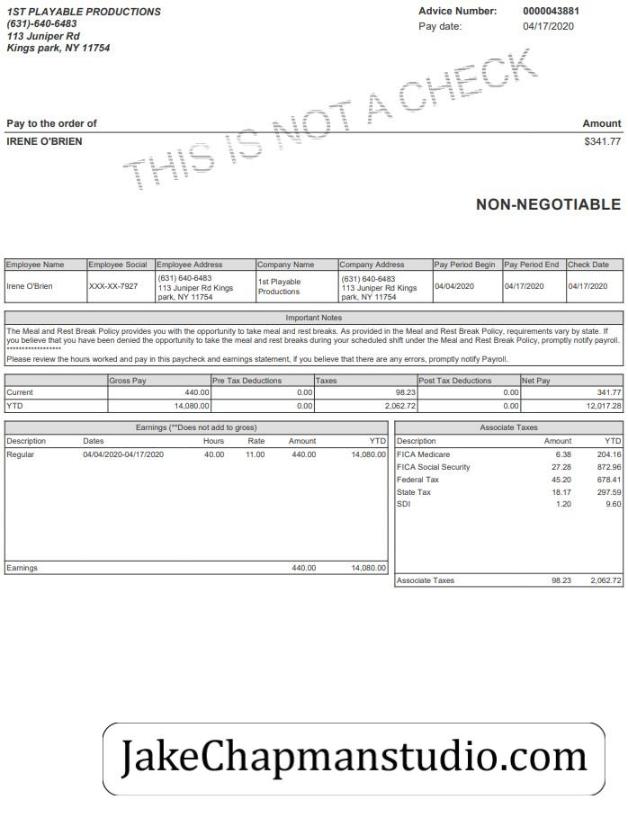 1ST PLAYABLE PRODUCTIONS
(631)-640-6483
113 Juniper Rd
Kings park, NY 11754
Advice Number: 0000043881
Pay date: 04/17/2020
THIS IS NOT A CHECK
Pay to the order of Amount
IRENE O'BRIEN $341.77
NON-NEGOTIABLE
Employee Name Employee Social Employee Address Company Name Company Address Pay Period Begin Pay Period End Check Date
Irene O'Brien XXX-XX-7927 (631) 640-6483 113 Juniper Rd Kings park, NY 11754 1st Playable Productions (631) 640-6483 113 Juniper Rd Kings park, NY 11754 04/04/2020 04/17/2020 04/17/2020
Important Notes
The Meal and Rest Break Policy provides you with the opportunity to take meal and rest breaks. As provided in the Meal and Rest Break Policy, requirements vary by state. If
you believe that you have been denied the opportunity to take the meal and rest breaks during your scheduled shift under the Meal and Rest Break Policy, promptly notify payroll.
******************
Please review the hours worked and pay in this paycheck and earnings statement, if you believe that there are any errors, promptly notify Payroll.
Gross Pay Pre Tax Deductions Taxes Post Tax Deductions Net Pay
Current 440.00 0.00 98.23 0.00 341.77
YTD 14,080.00 0.00 2,062.72 0.00 12,017.28
Earnings (**Does not add to gross)
Description Dates Hours Rate Amount YTD
Regular 04/04/2020-04/17/2020 40.00 11.00 440.00 14,080.00
Earnings 440.00 14,080.00
Associate Taxes
Description Amount YTD
FICA Medicare 6.38 204.16
FICA Social Security 27.28 872.96
Federal Tax 45.20 678.41
State Tax 18.17 297.59
SDI 1.20 9.60
Associate Taxes 98.23 2,062.72
JakeChapmanstudio.com